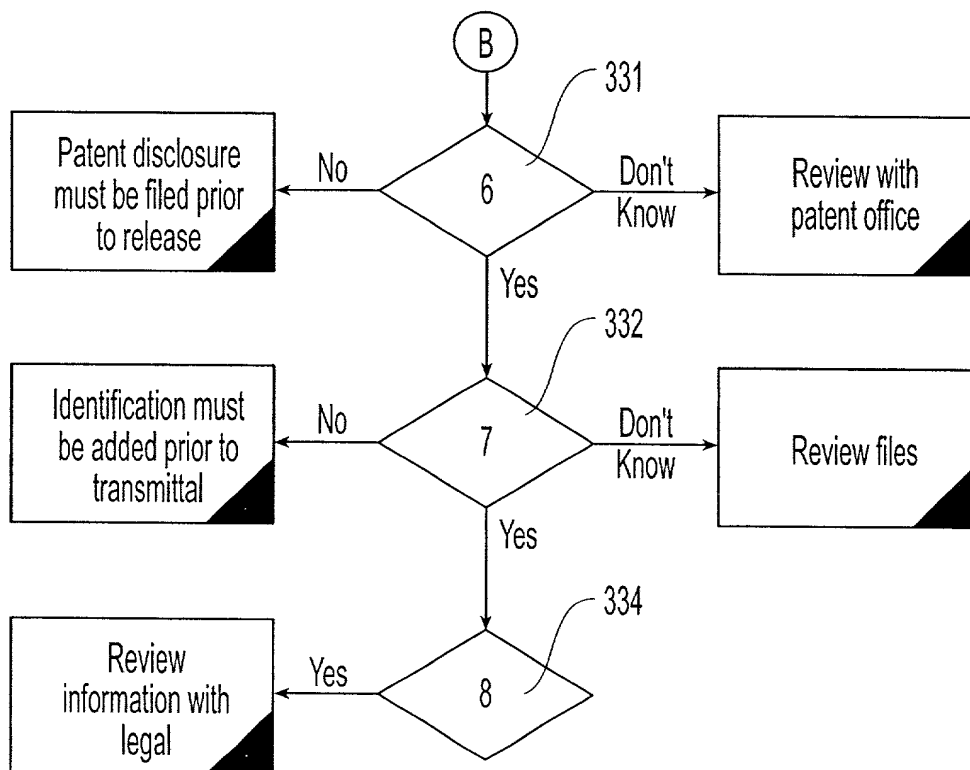 B
331
Patent disclosure
must be filed prior
to release
No
6
Don't
Know
Review with
patent office
Yes
332
Identification must
be added prior to
transmittal
No
7
Don't
Know
Review files
Yes
334
Review
information with
legal
Yes
8